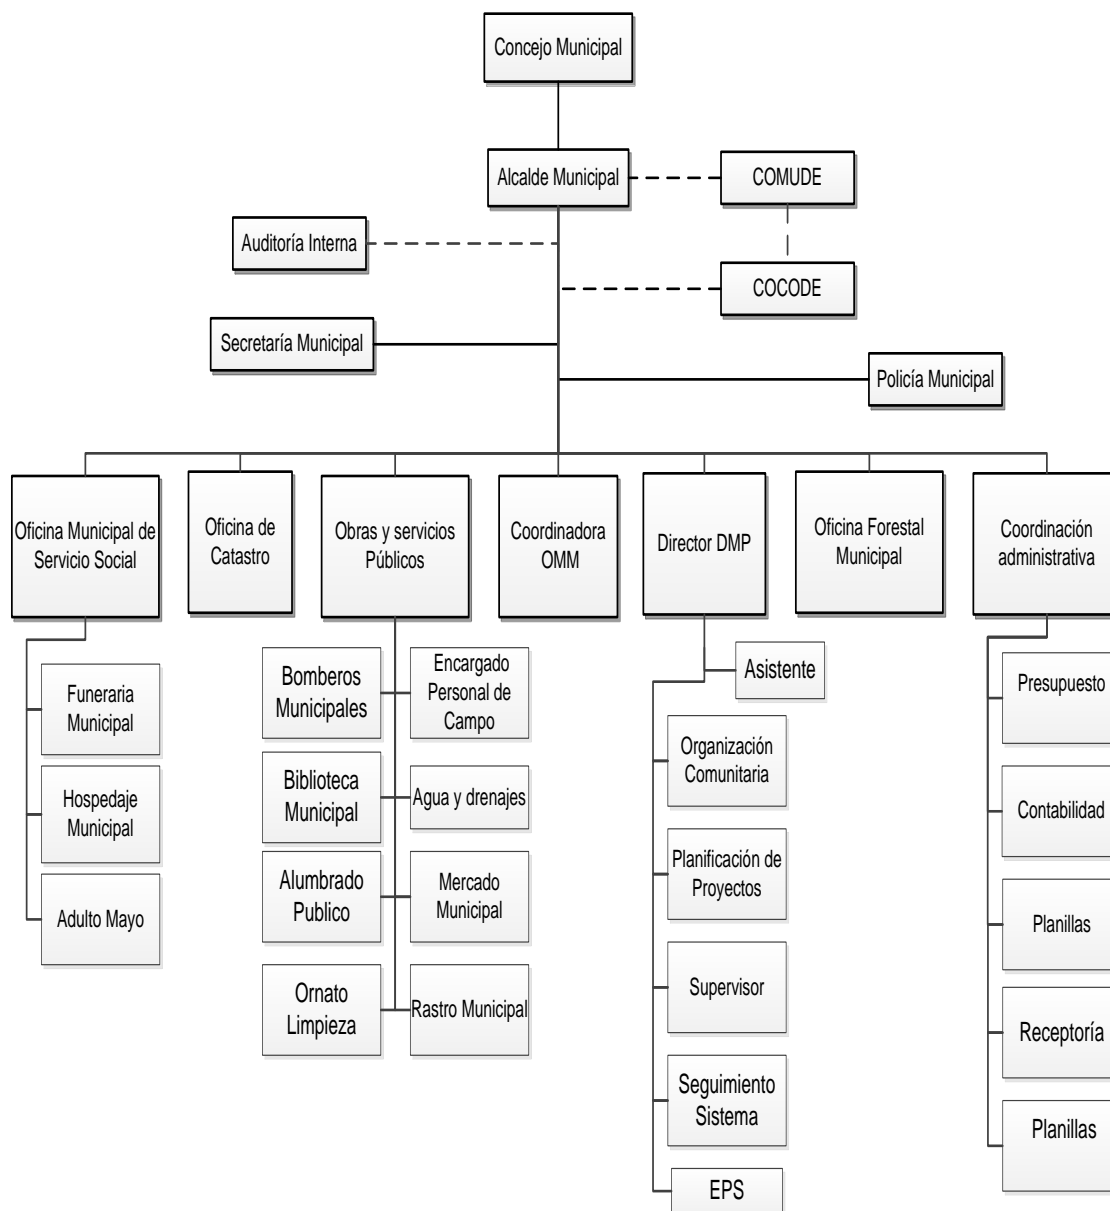 Concejo Municipal
Alcalde Municipal
COMUDE
Auditoría Interna
COCODE
Secretaría Municipal
Policía Municipal
Oficina Municipal de
Servicio Social
Oficina de
Catastro
Obras y servicios
Públicos
Coordinadora
OMM
Director DMP
Oficina Forestal
Municipal
Coordinación
administrativa
Funeraria
Municipal
Hospedaje
Municipal
Adulto Mayo
Bomberos
Municipales
Encargado
Personal de
Campo
Biblioteca
Municipal
Agua y drenajes
Alumbrado
Publico
Mercado
Municipal
Ornato
Limpieza
Rastro Municipal
Asistente
Organización
Comunitaria
Planificación de
Proyectos
Supervisor
Seguimiento
Sistema
EPS
Presupuesto
Contabilidad
Planillas
Receptoría
Planillas